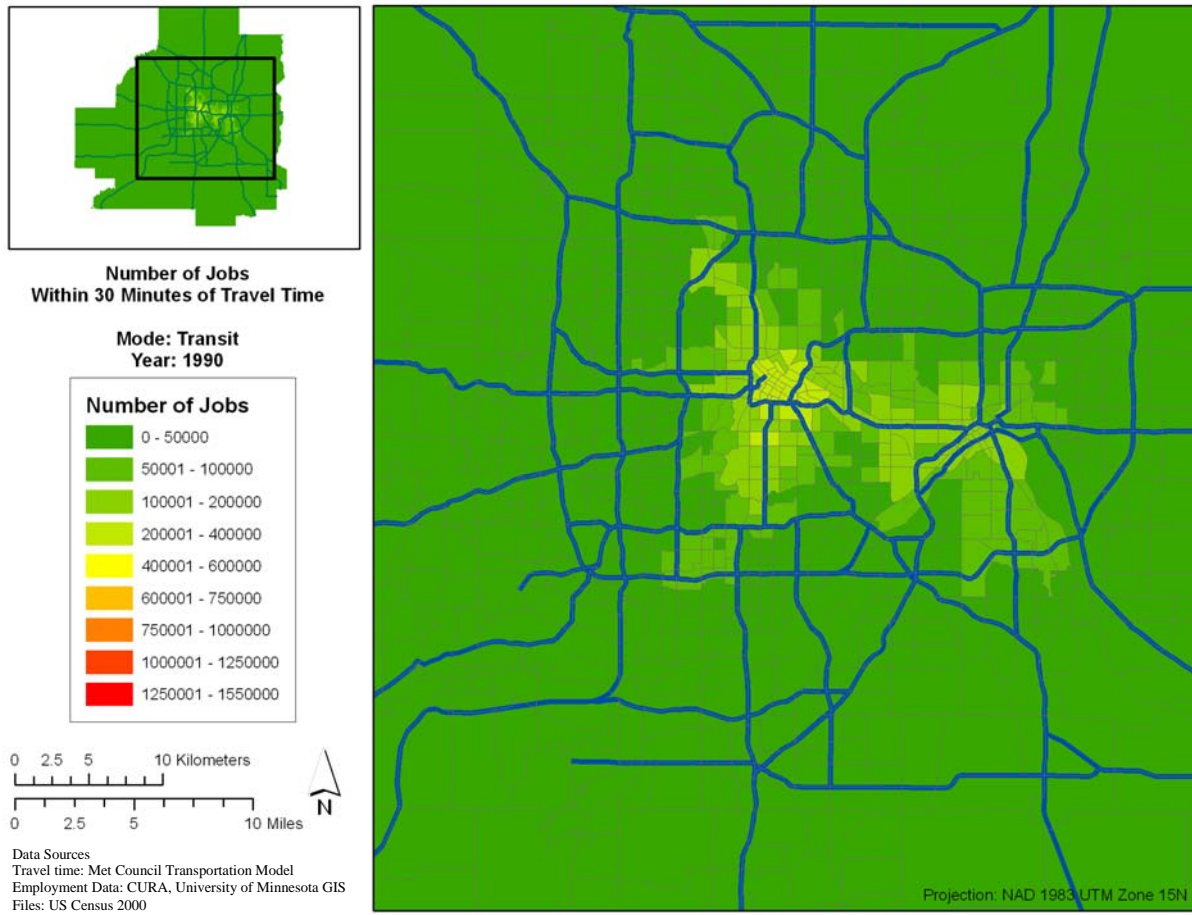 Number of Jobs
Within 30 Minutes of Travel Time
Mode: Transit
Year: 1990
Number of Jobs
0 - 50000
50001 - 100000
100001 - 200000
200001 - 400000
400001 - 600000
600001 - 750000
750001 - 1000000
1000001 - 1250000
1250001 - 1550000
0 2.5 5 10 Kilometers
0 2.5 5 10 Miles
N
Data Sources
Travel time: Met Council Transportation Model
Employment Data: CURA, University of Minnesota GIS
Files: US Census 2000
Projection: NAD 1983 UTM Zone 15N